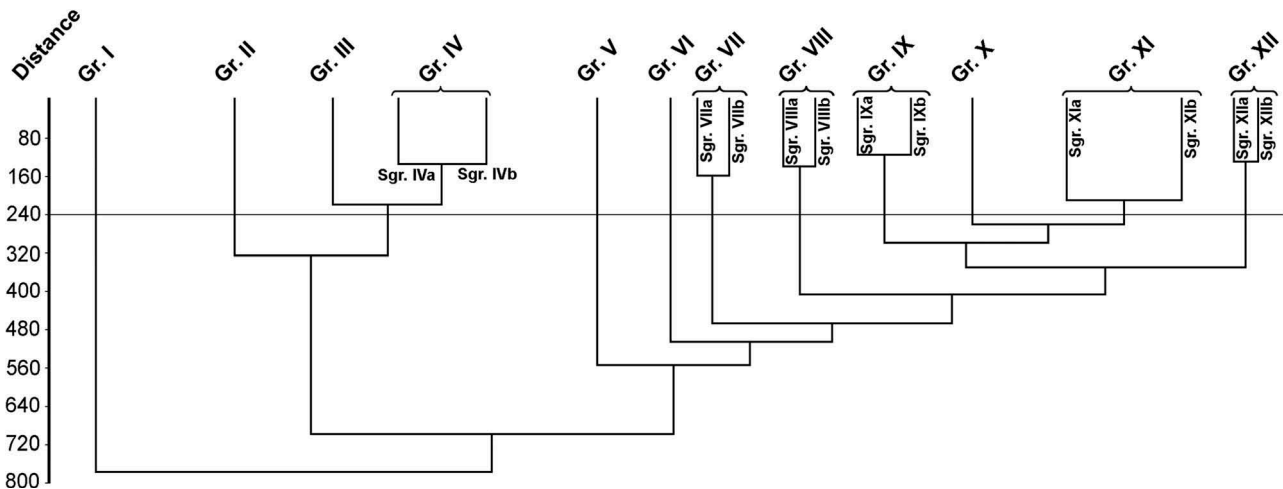 Distance
Gr. I
Gr. II
Gr. III
Gr. IV
Gr. V
Gr. VI
Gr. VII
Gr. VIII
Gr. IX
Gr. X
Gr. XI
Gr. XII
Sgr. IVa
Sgr. IVb
Sgr. VIIa
Sgr. VIIb
Sgr. VIIIa
Sgr. VIIIb
Sgr. IXa
Sgr. IXb
Sgr. XIa
Sgr. XIb
Sgr. XIIa
Sgr. XIIb
80
160
240
320
400
480
560
640
720
800